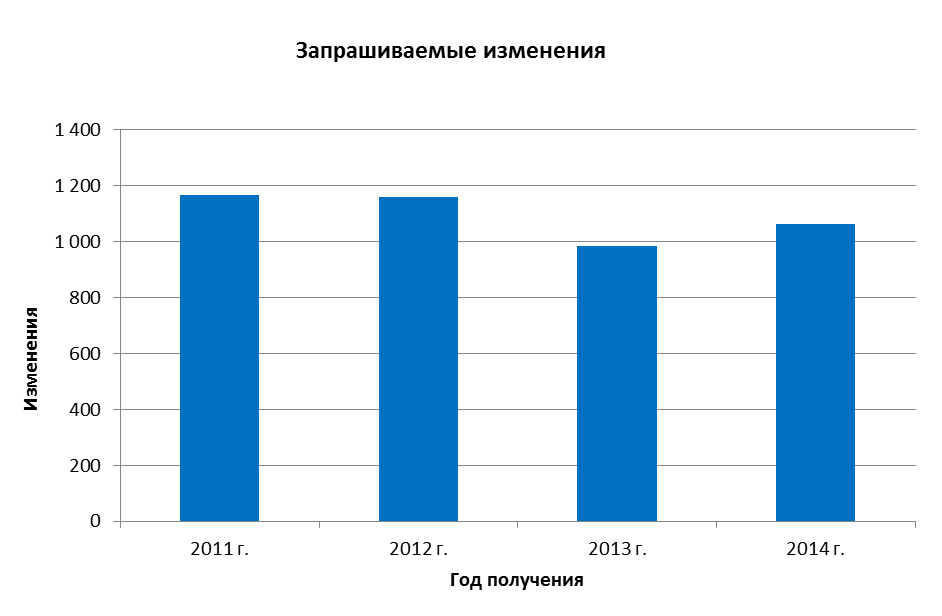 Запрашиваемые изменения
1 400
1 200
1 000
800
600
400
200
0
Изменения
2011 г.
2012 г.
2013 г.
2014 г.
Год получения